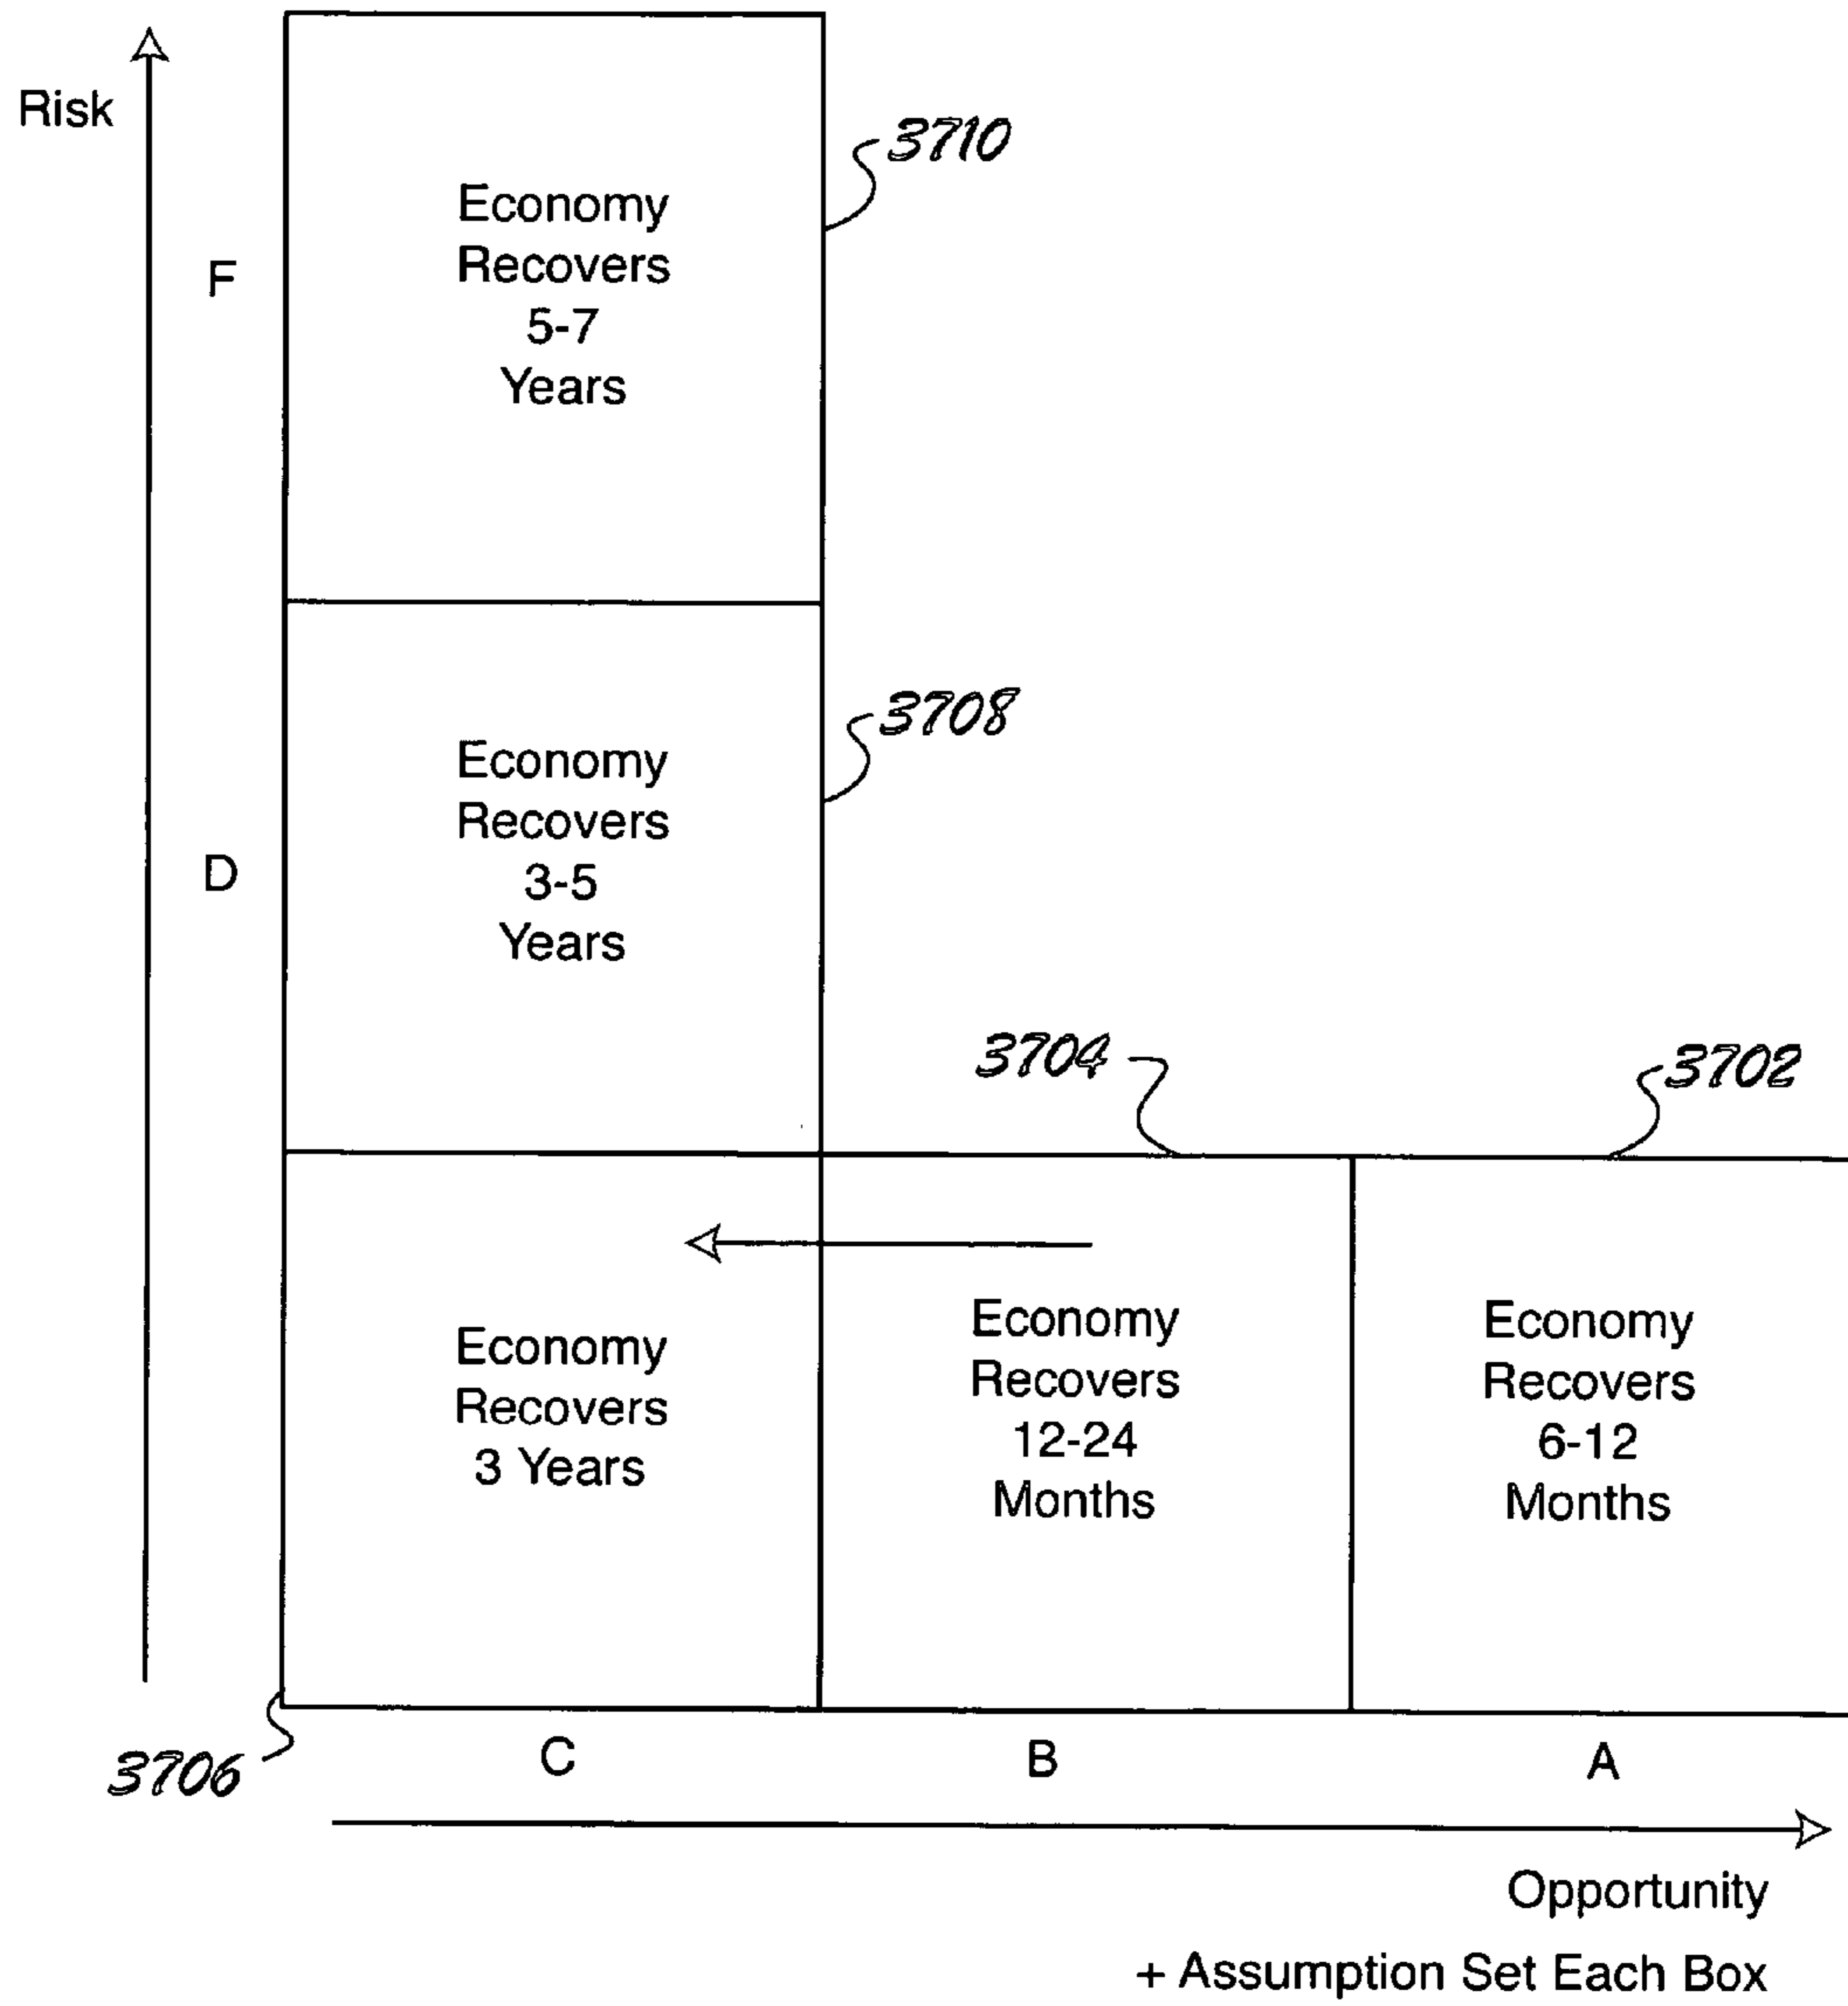 Risk
3710
F
Economy
Recovers
5-7
Years
3708
D
Economy
Recovers
3-5
Years
3704
3702
Economy
Recovers
3 Years
Economy
Recovers
12-24
Months
Economy
Recovers
6-12
Months
3706
C
B
A
Opportunity
+ Assumption Set Each Box